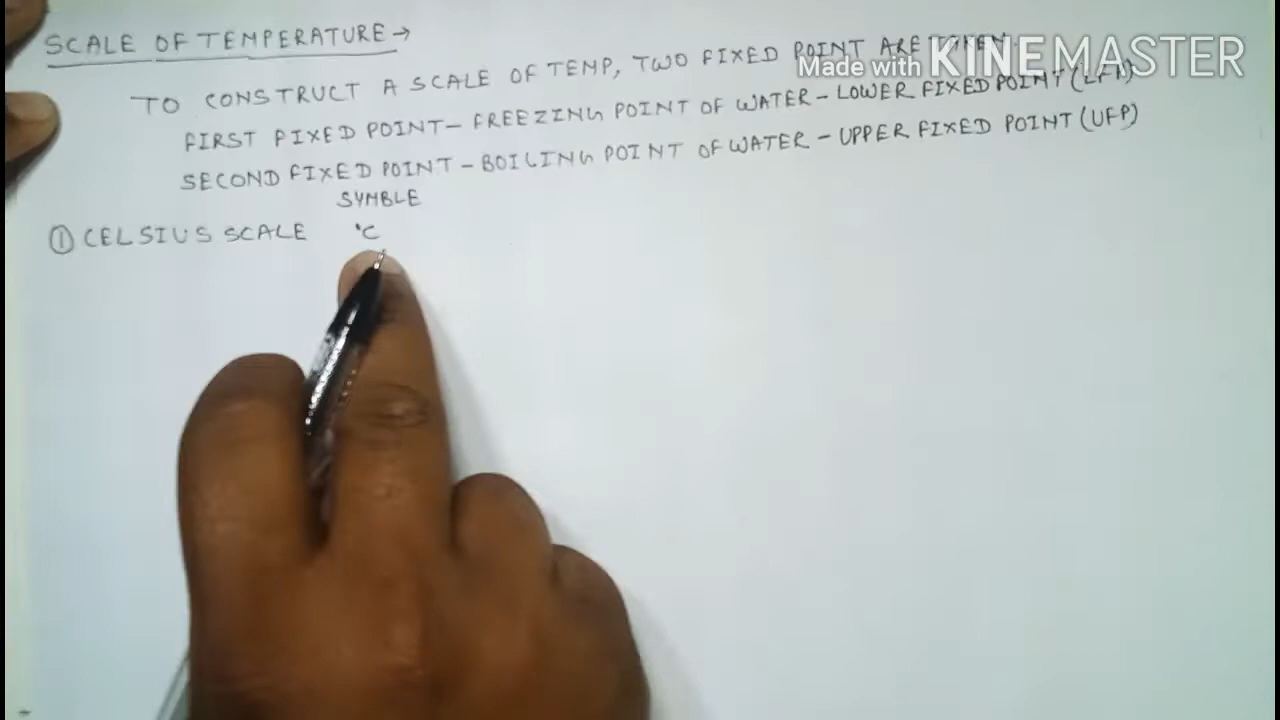 SCALE OF TEMPERATURE →
TO CONSTRUCT A SCALE OF TEMP, TWO FIXED POINT ARE TAKEN
Made with KINEMASTER
FIRST FIXED POINT - FREEZING POINT OF WATER - LOWER FIXED POINT (LFP)
SECOND FIXED POINT - BOILING POINT OF WATER - UPPER FIXED POINT (UFP)
SYMBLE
① CELSIUS SCALE °C